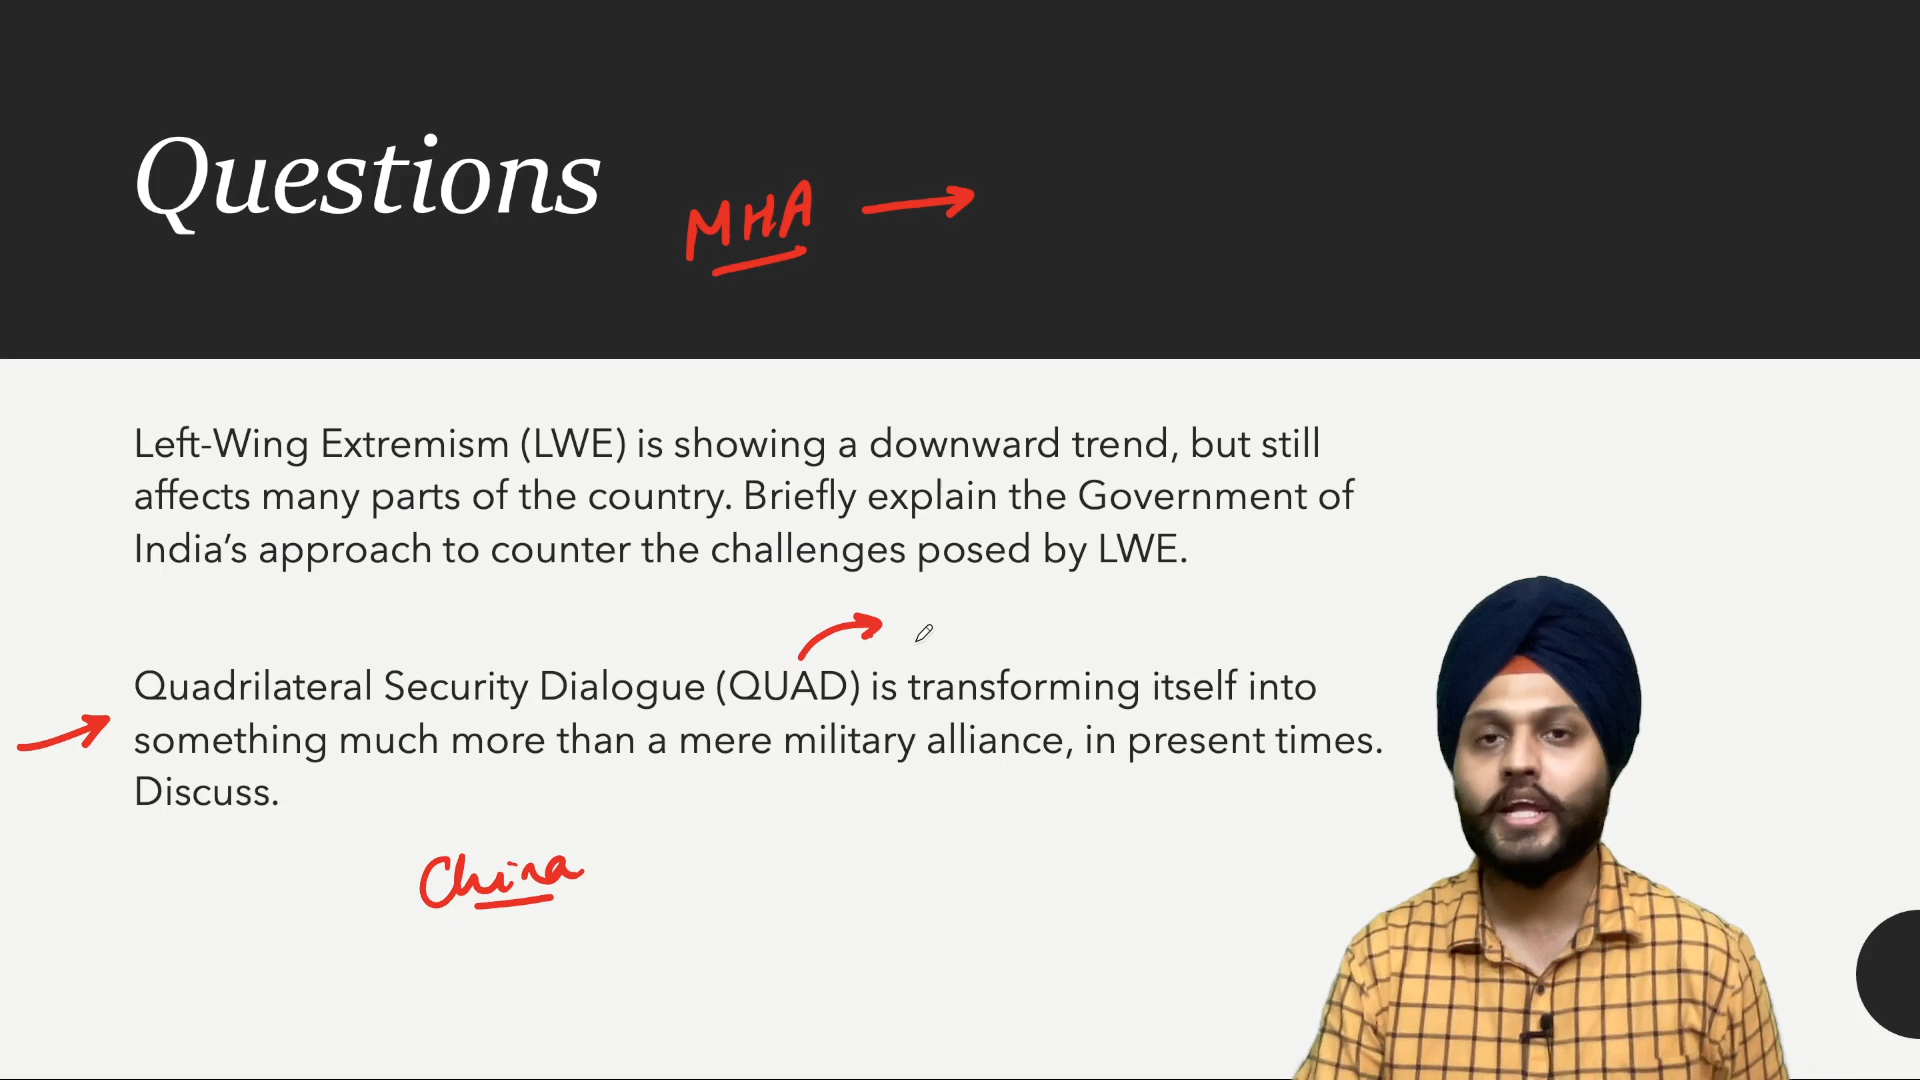 Questions
MHA
Left-Wing Extremism (LWE) is showing a downward trend, but still
affects many parts of the country. Briefly explain the Government of
India’s approach to counter the challenges posed by LWE.
Quadrilateral Security Dialogue (QUAD) is transforming itself into
something much more than a mere military alliance, in present times.
Discuss.
China